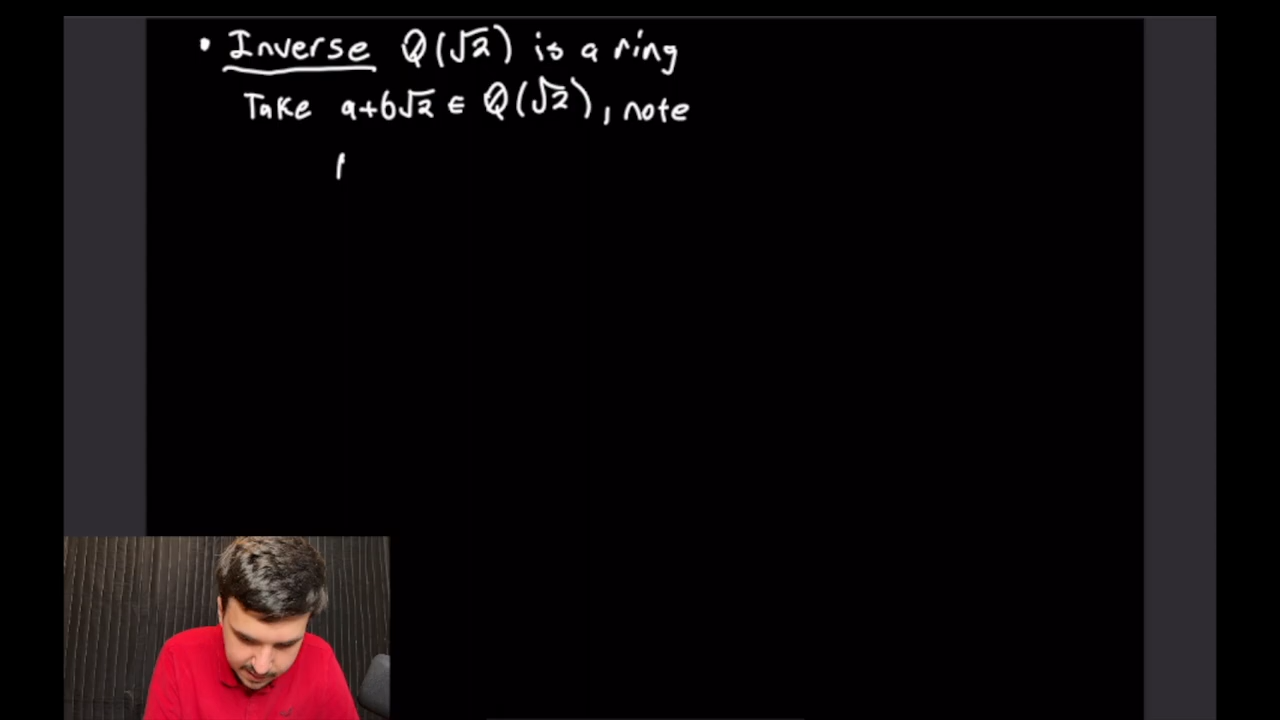 • Inverse Q(√2) is a ring
Take a+b√2 ∈ Q(√2), note